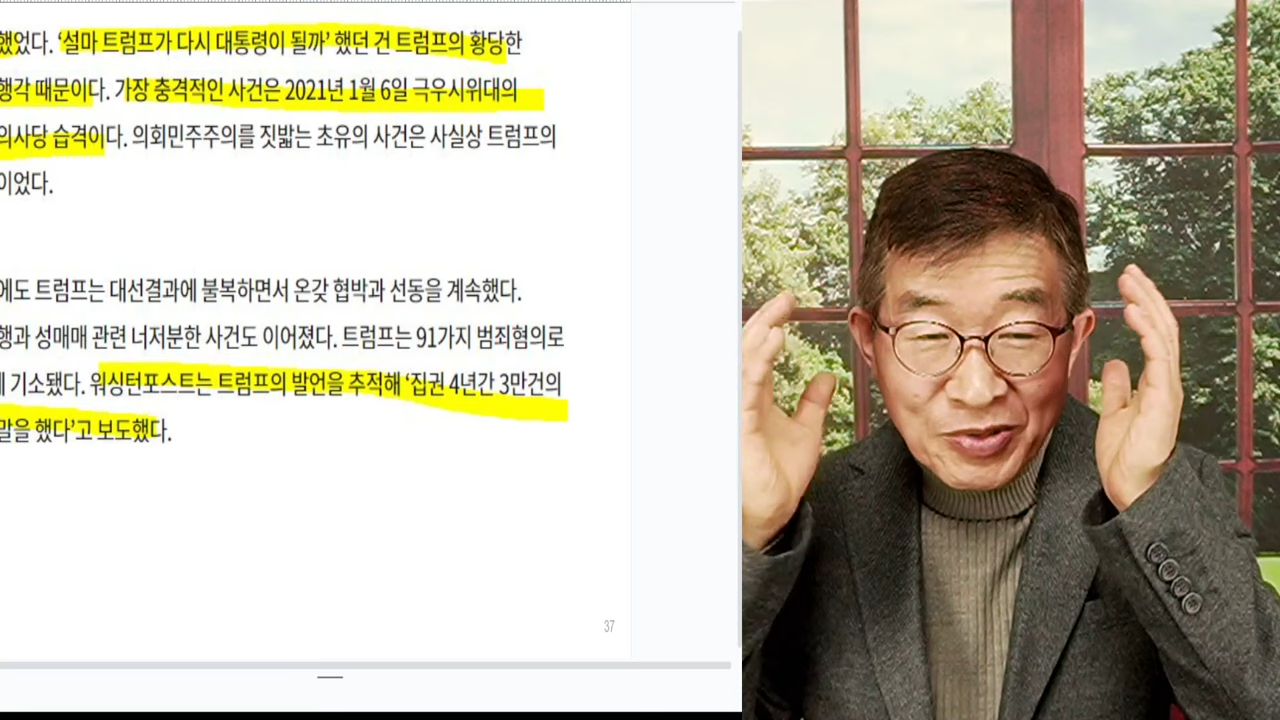 했었다. ‘설마 트럼프가 다시 대통령이 될까’ 했던 건 트럼프의 황당한
행각 때문이다. 가장 충격적인 사건은 2021년 1월 6일 극우시위대의
의사당 습격이다. 의회민주주의를 짓밟는 초유의 사건은 사실상 트럼프의
이었다.
에도 트럼프는 대선결과에 불복하면서 온갖 협박과 선동을 계속했다.
행과 성매매 관련 너저분한 사건도 이어졌다. 트럼프는 91가지 범죄혐의로
기소됐다. 워싱턴포스트는 트럼프의 발언을 추적해 ‘집권 4년간 3만건의
말을 했다’고 보도했다.
37